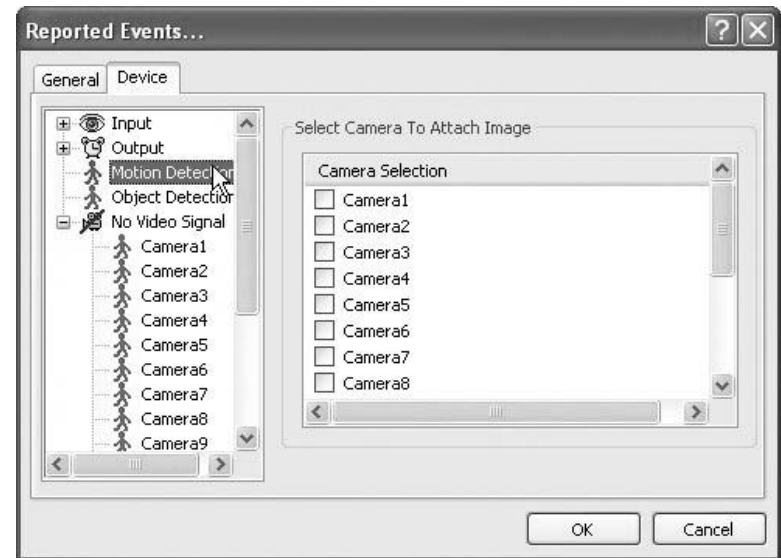 Reported Events...
General
Device
Input
Output
Motion Detection
Object Detection
No Video Signal
Camera1
Camera2
Camera3
Camera4
Camera5
Camera6
Camera7
Camera8
Camera9
Select Camera To Attach Image
Camera Selection
Camera1
Camera2
Camera3
Camera4
Camera5
Camera6
Camera7
Camera8
OK
Cancel